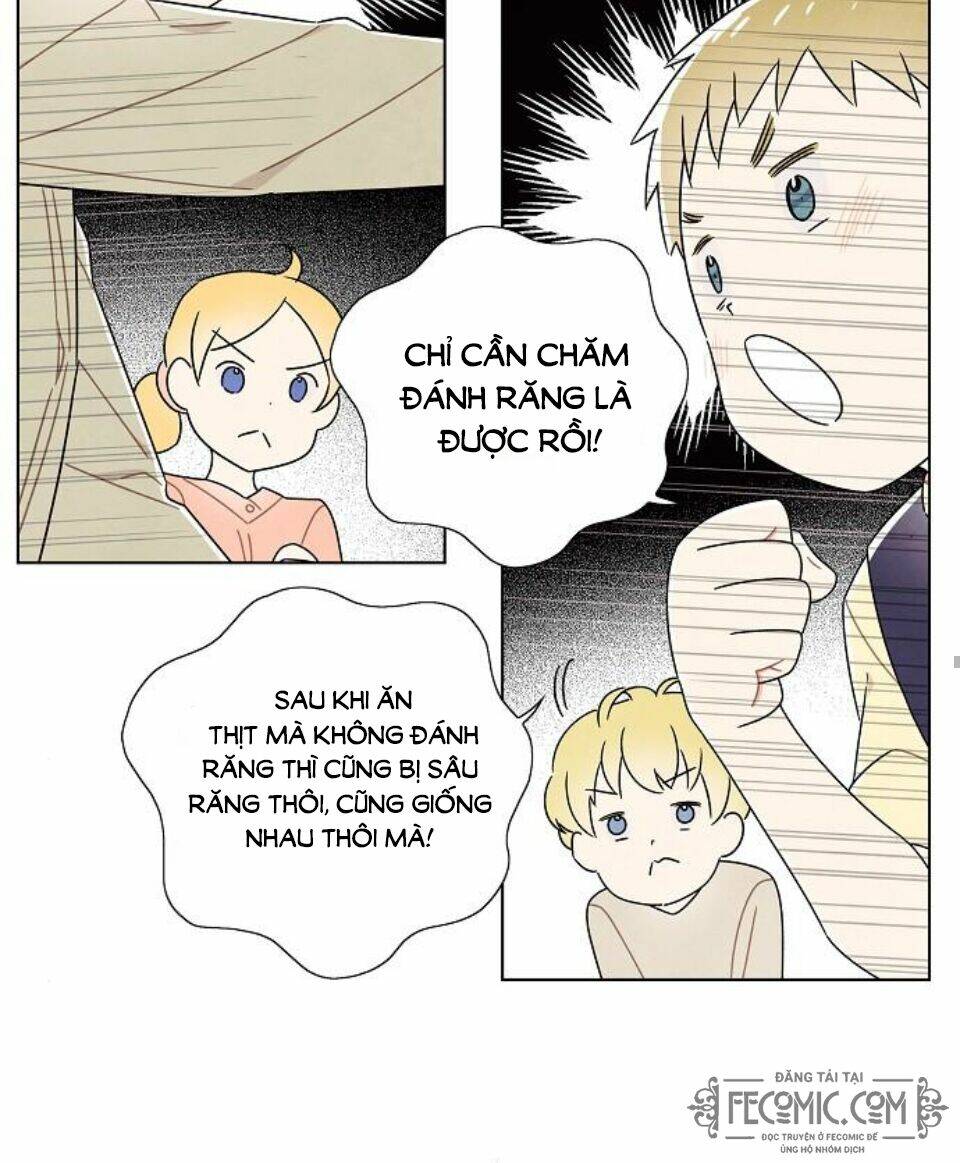 CHỈ CẦN CHĂM
ĐÁNH RĂNG LÀ
ĐƯỢC RỒI!
SAU KHI ĂN
THỊT MÀ KHÔNG ĐÁNH
RĂNG THÌ CŨNG BỊ SÂU
RĂNG THÔI, CŨNG GIỐNG
NHAU THÔI MÀ!
ĐĂNG TẢI TẠI
FECOMIC.COM
ĐỌC TRUYỆN Ở FECOMIC ĐỂ
ỦNG HỘ NHÓM DỊCH